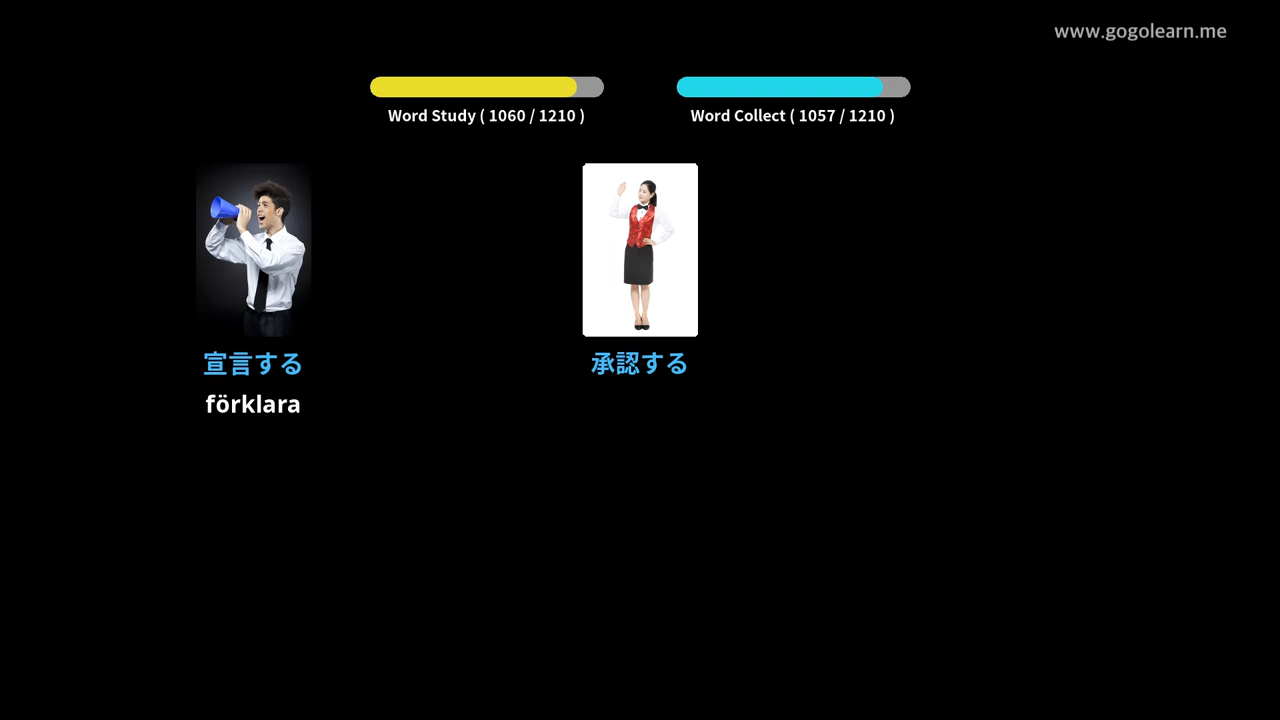 www.gogolearn.me
Word Study ( 1060 / 1210 )
Word Collect ( 1057 / 1210 )
宣言する
承認する
förklara